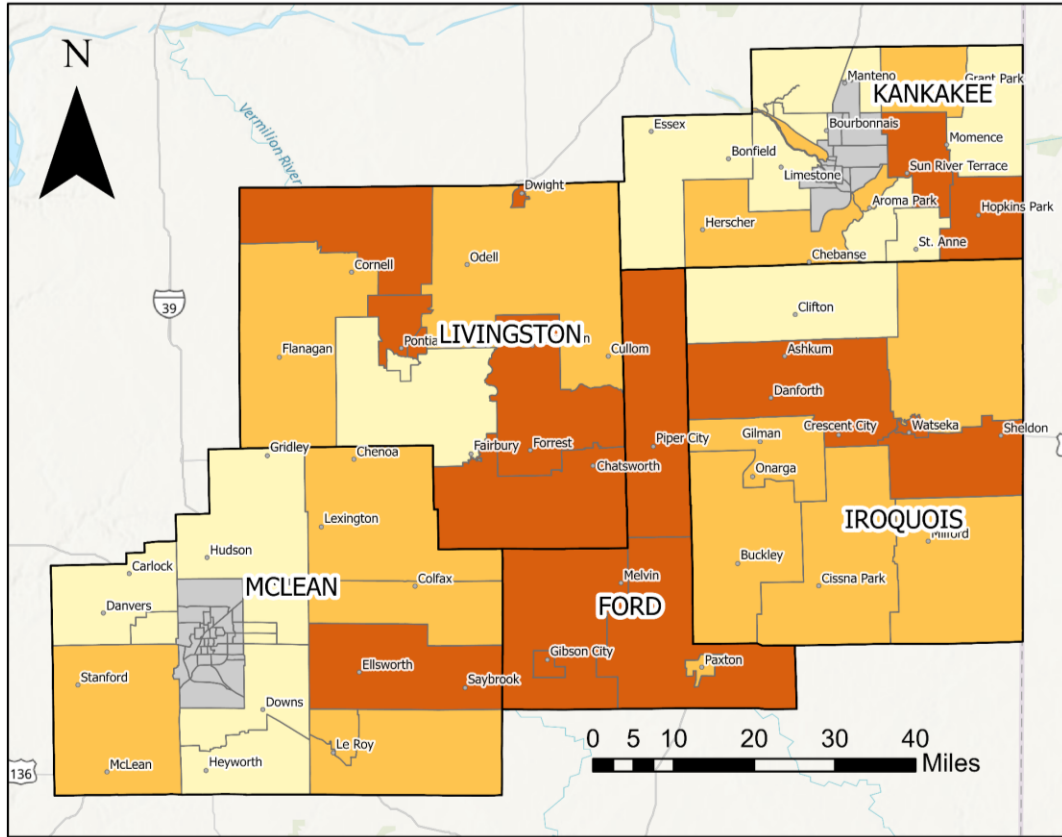 N
Vermilion River
39
136
KANKAKEE
Manteno
Grant Park
Essex
Bourbonnais
Momence
Bonfield
Limestone
Sun River Terrace
Aroma Park
Hopkins Park
Herscher
St. Anne
Chebanse
Dwight
Odell
Cornell
LIVINGSTON
Flanagan
Cullom
Fairbury
Forrest
Chatsworth
Piper City
Clifton
Ashkum
Danforth
Crescent City
Watseka
Sheldon
Gilman
Onarga
IROQUOIS
Milford
Buckley
Cissna Park
Gridley
Chenoa
Lexington
Hudson
Carlock
MCLEAN
Colfax
Danvers
Melvin
FORD
Gibson City
Paxton
Ellsworth
Saybrook
Stanford
Downs
Le Roy
McLean
Heyworth
0 5 10 20 30 40
Miles